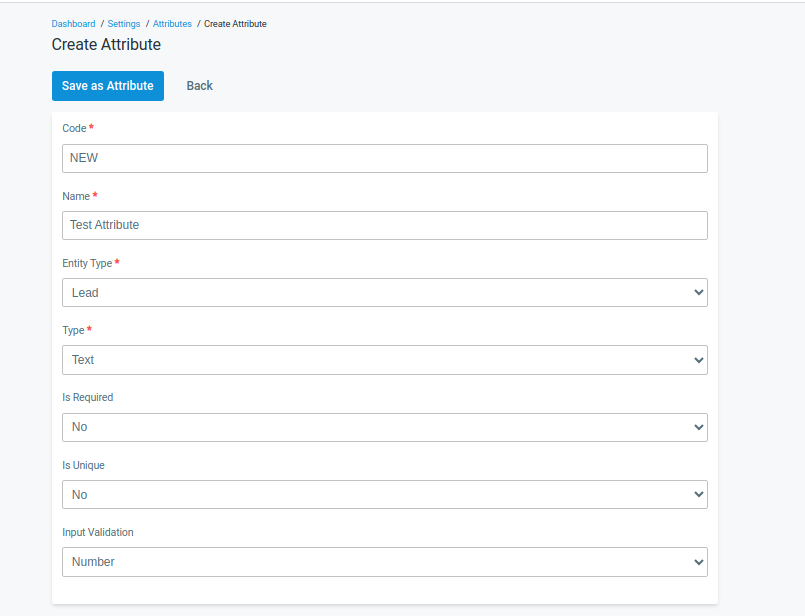 Dashboard / Settings / Attributes / Create Attribute
Create Attribute
Save as Attribute Back
Code *
NEW
Name *
Test Attribute
Entity Type *
Lead
Type *
Text
Is Required
No
Is Unique
No
Input Validation
Number